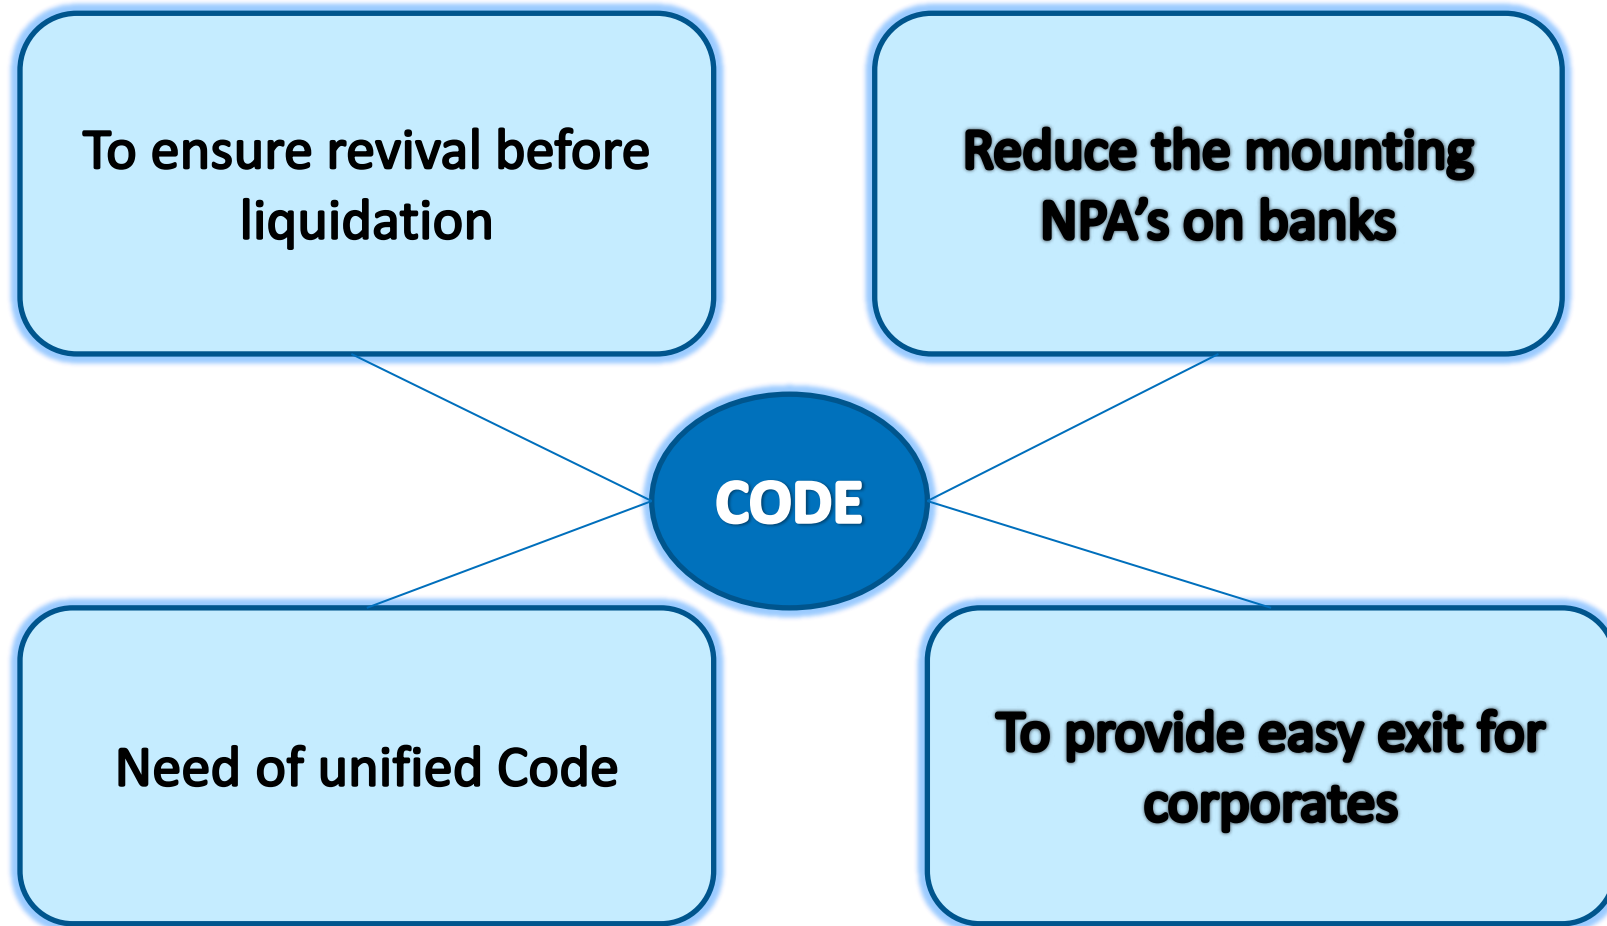 To ensure revival before
liquidation
Reduce the mounting
NPA’s on banks
CODE
Need of unified Code
To provide easy exit for
corporates